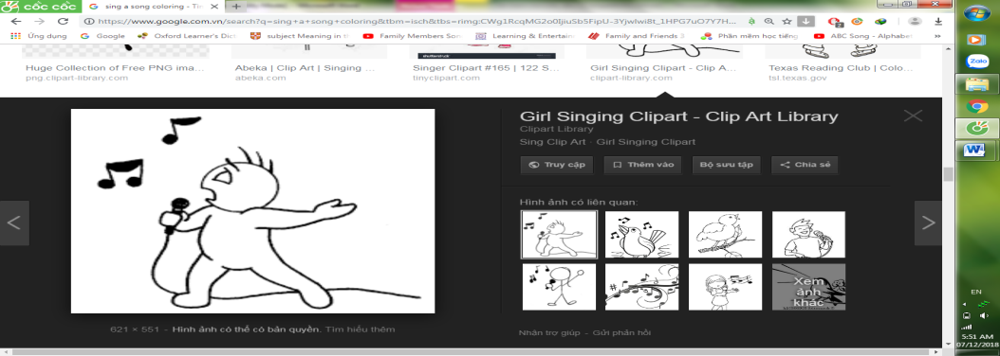 cốc cốc
sing a song coloring - Tìm
https://www.google.com.vn/search?q=sing+a+song+coloring&tbm=isch&tbs=rimg:CWg1RcqMG2o0IjiuSb5FipU-3Yjwlwi8t_1HPG7uO7Y7H...
Ứng dụng
Google
Oxford Learner's Dict
subject Meaning in t
Family Members Son
Learning & Entertain
Family and Friends 3
Phần mềm học tiếng
ABC Song - Alphabet
»
Huge Collection of Free PNG ima...
png.clipart-library.com
Abeka | Clip Art | Singing ...
abeka.com
Singer Clipart #165 | 122 S...
tinyclipart.com
Girl Singing Clipart - Clip A...
clipart-library.com
Texas Reading Club | Colo...
tsl.texas.gov
Girl Singing Clipart - Clip Art Library
Clipart Library
Sing Clip Art · Girl Singing Clipart
Truy cập
Thêm vào
Bộ sưu tập
Chia sẻ
Hình ảnh có liên quan:
Xem
ảnh
khác
621 × 551 - Hình ảnh có thể có bản quyền. Tìm hiểu thêm
Nhận trợ giúp - Gửi phản hồi
Zalo
W
EN
5:51 AM
07/12/2018